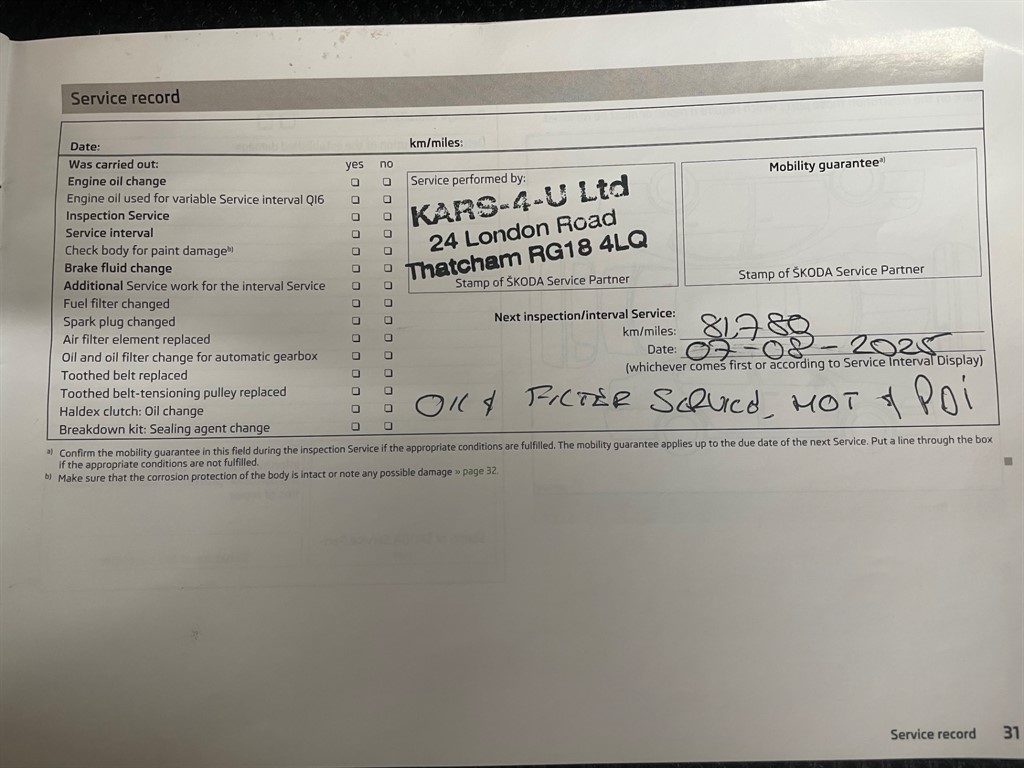 Service record
Date: km/miles:
Was carried out: yes no
Engine oil change
Engine oil used for variable Service interval QI6
Inspection Service
Service interval
Check body for paint damageb)
Brake fluid change
Additional Service work for the interval Service
Fuel filter changed
Spark plug changed
Air filter element replaced
Oil and oil filter change for automatic gearbox
Toothed belt replaced
Toothed belt-tensioning pulley replaced
Haldex clutch: Oil change
Breakdown kit: Sealing agent change
Service performed by:
KARS-4-U Ltd
24 London Road
Thatcham RG18 4LQ
Stamp of ŠKODA Service Partner
Mobility guaranteea)
Stamp of ŠKODA Service Partner
Next inspection/interval Service:
km/miles: 81,780
Date: 07-08-2025
(whichever comes first or according to Service Interval Display)
Oil & FILTER SERVICE, MOT & PDi
a) Confirm the mobility guarantee in this field during the inspection Service if the appropriate conditions are fulfilled. The mobility guarantee applies up to the due date of the next Service. Put a line through the box
if the appropriate conditions are not fulfilled.
b) Make sure that the corrosion protection of the body is intact or note any possible damage » page 32.
Service record 31